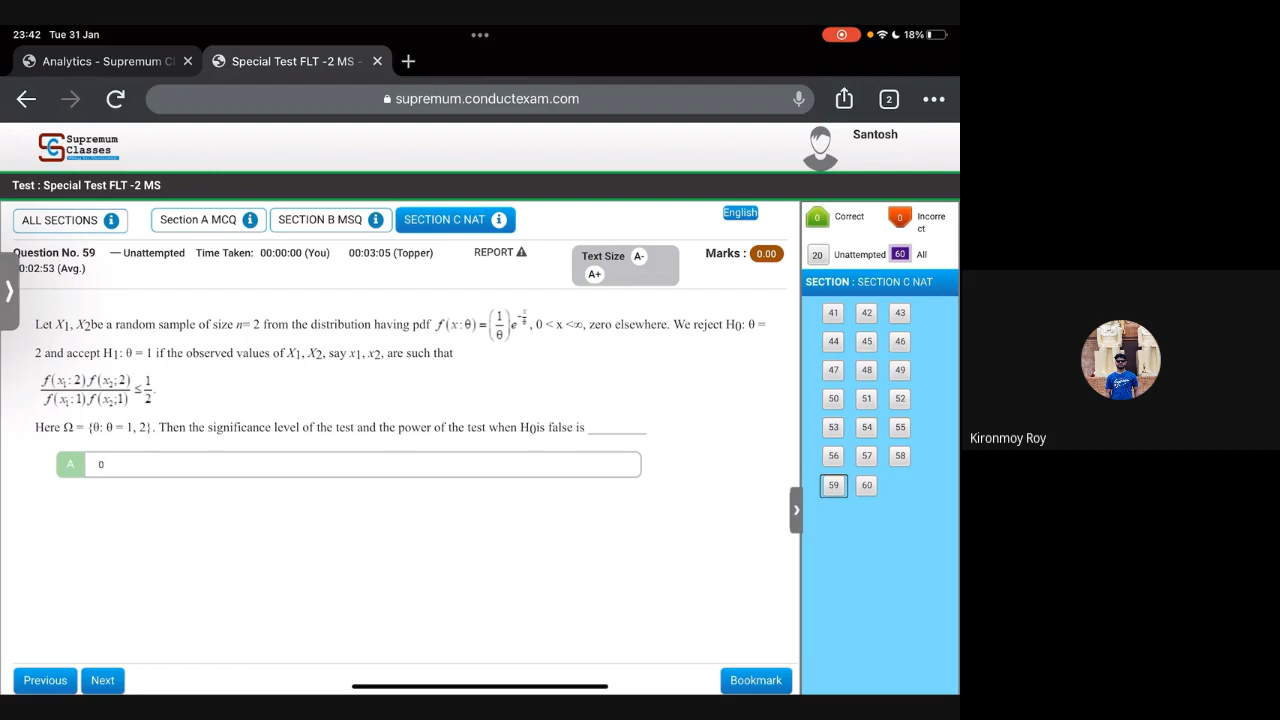 23:42 Tue 31 Jan
18%
Analytics - Supremum Cl
Special Test FLT -2 MS -
supremum.conductexam.com
2
Supremum
Classes
Santosh
Test : Special Test FLT -2 MS
ALL SECTIONS
Section A MCQ
SECTION B MSQ
SECTION C NAT
English
0 Correct
0 Incorre
ct
20 Unattempted
60 All
Question No. 59 — Unattempted Time Taken: 00:00:00 (You) 00:03:05 (Topper)
0:02:53 (Avg.)
REPORT
Text Size A-
A+
Marks : 0.00
SECTION : SECTION C NAT
41 42 43
44 45 46
47 48 49
50 51 52
53 54 55
56 57 58
59 60
Let X1, X2be a random sample of size n= 2 from the distribution having pdf f(x:θ) = (1/θ) e^(-x/θ), 0 < x <∞, zero elsewhere. We reject H0: θ =
2 and accept H1: θ = 1 if the observed values of X1, X2, say x1, x2, are such that
f(x₁:2)f(x₂;2) / f(x₁:1)f(x₂;1) ≤ 1/2.
Here Ω = {θ: θ = 1, 2}. Then the significance level of the test and the power of the test when H0is false is ________
A 0
Previous
Next
Bookmark
Kironmoy Roy